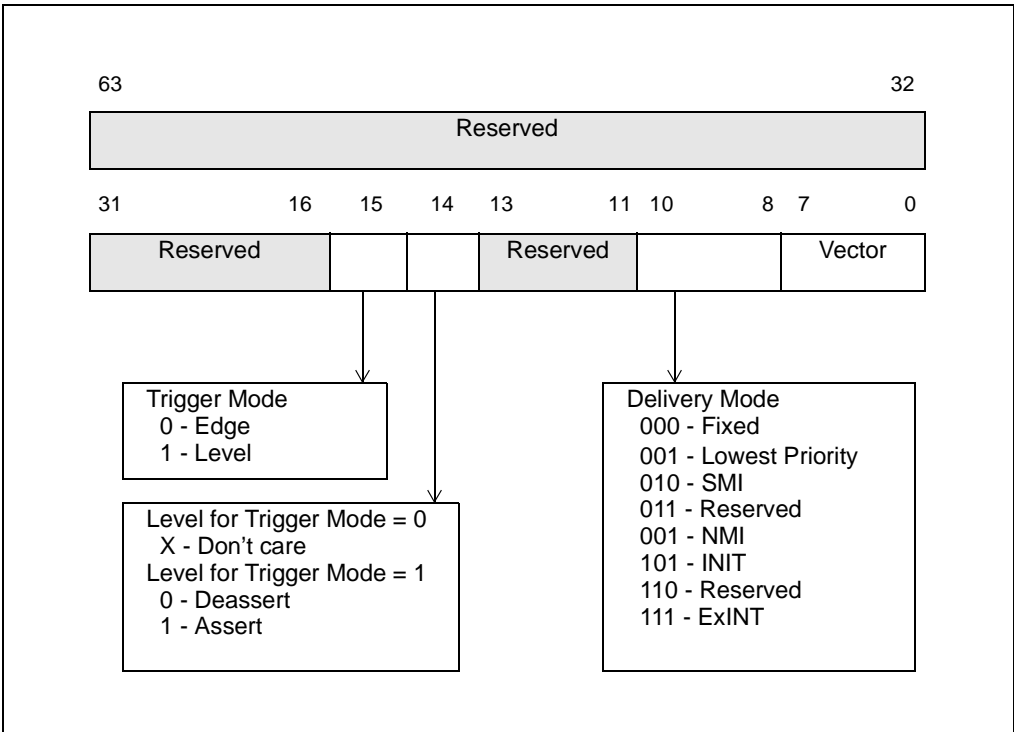 63 32
Reserved
31 16 15 14 13 11 10 8 7 0
Reserved Reserved Vector
Trigger Mode
0 - Edge
1 - Level
Level for Trigger Mode = 0
X - Don't care
Level for Trigger Mode = 1
0 - Deassert
1 - Assert
Delivery Mode
000 - Fixed
001 - Lowest Priority
010 - SMI
011 - Reserved
001 - NMI
101 - INIT
110 - Reserved
111 - ExINT